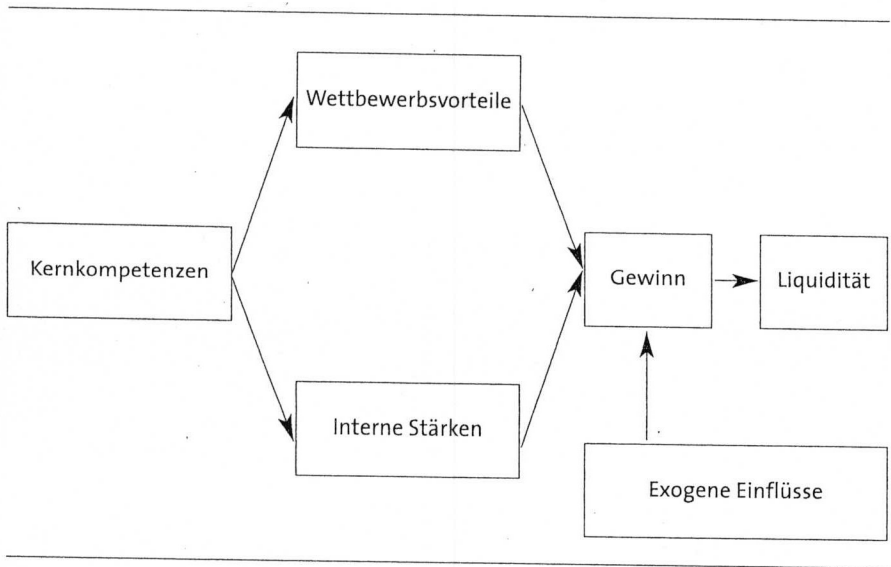 Wettbewerbsvorteile
Kernkompetenzen
Gewinn
Liquidität
Interne Stärken
Exogene Einflüsse